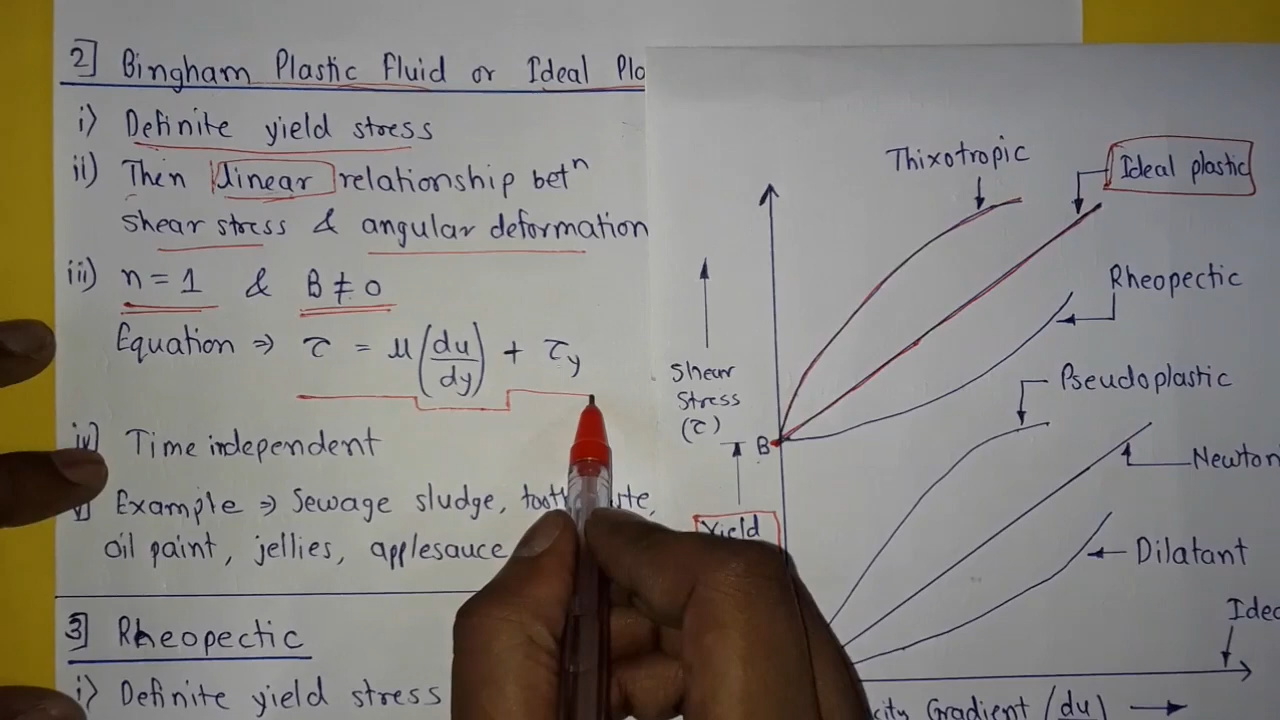 2] Bingham Plastic Fluid or Ideal Pla
i) Definite yield stress
ii) Then linear relationship betⁿ
shear stress & angular deformation
iii) n = 1 & B ≠ 0
Equation ⇒ τ = μ(du/dy) + τy
iv) Time independent
Example ⇒ Sewage sludge,
oil paint, jellies, applesauce
3] Rheopectic
i) Definite yield stress
Thixotropic
Ideal plastic
Rheopectic
Shear
Stress
(τ)
Pseudoplastic
B
Newton
Yield
Dilatant
Idea
city Gradient (du